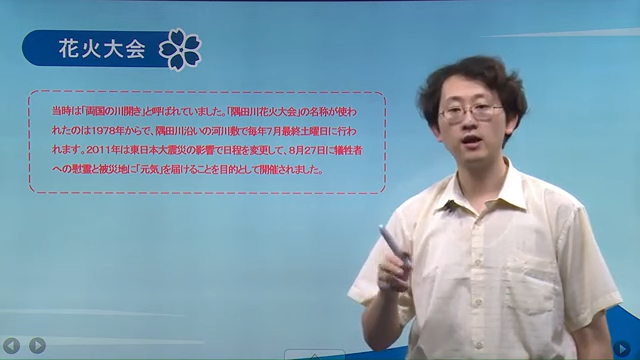 花火大会
当時は「両国の川開き」と呼ばれていました。「隅田川花火大会」の名称が使わ
れたのは1978年からで、隅田川沿いの河川敷で毎年7月最終土曜日に行わ
れます。2011年は東日本大震災の影響で日程を変更して、8月27日に犠牲者
への慰霊と被災地に「元気」を届けることを目的として開催されました。